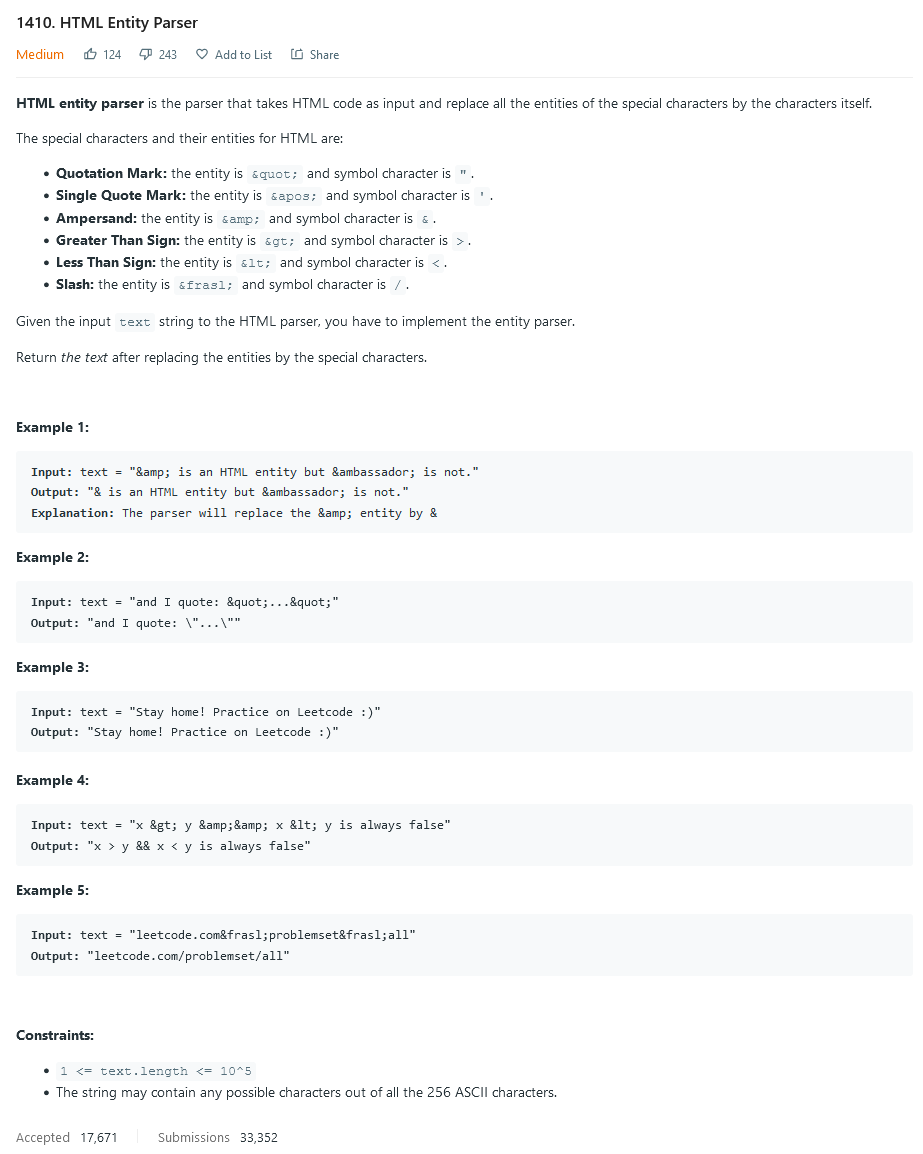 1410. HTML Entity Parser
Medium 124 243 Add to List Share
HTML entity parser is the parser that takes HTML code as input and replace all the entities of the special characters by the characters itself.
The special characters and their entities for HTML are:
• Quotation Mark: the entity is &quot; and symbol character is ".
• Single Quote Mark: the entity is &apos; and symbol character is '.
• Ampersand: the entity is &amp; and symbol character is &.
• Greater Than Sign: the entity is &gt; and symbol character is >.
• Less Than Sign: the entity is &lt; and symbol character is <.
• Slash: the entity is &frasl; and symbol character is /.
Given the input text string to the HTML parser, you have to implement the entity parser.
Return the text after replacing the entities by the special characters.
Example 1:
Input: text = "&amp; is an HTML entity but &ambassador; is not."
Output: "& is an HTML entity but &ambassador; is not."
Explanation: The parser will replace the &amp; entity by &
Example 2:
Input: text = "and I quote: &quot;...&quot;"
Output: "and I quote: \"...\""
Example 3:
Input: text = "Stay home! Practice on Leetcode :)"
Output: "Stay home! Practice on Leetcode :)"
Example 4:
Input: text = "x &gt; y &amp;&amp; x &lt; y is always false"
Output: "x > y && x < y is always false"
Example 5:
Input: text = "leetcode.com&frasl;problemset&frasl;all"
Output: "leetcode.com/problemset/all"
Constraints:
• 1 <= text.length <= 10^5
• The string may contain any possible characters out of all the 256 ASCII characters.
Accepted 17,671 Submissions 33,352